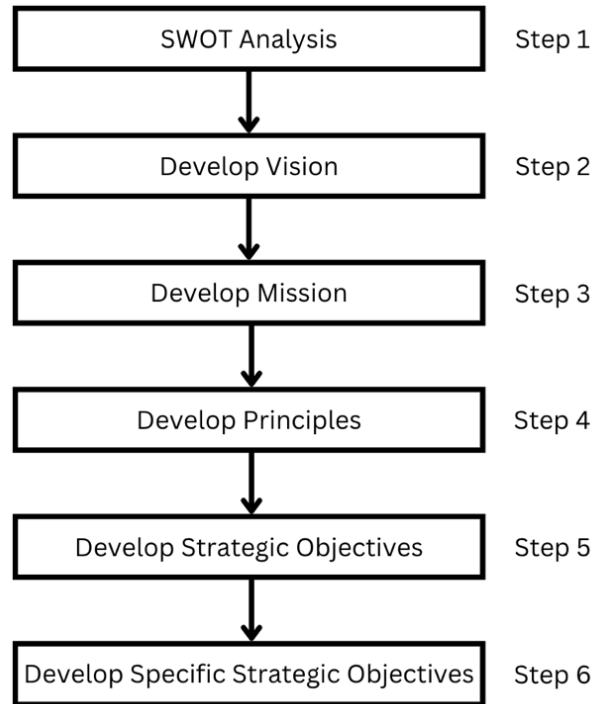 SWOT Analysis Step 1
Develop Vision Step 2
Develop Mission Step 3
Develop Principles Step 4
Develop Strategic Objectives Step 5
Develop Specific Strategic Objectives Step 6